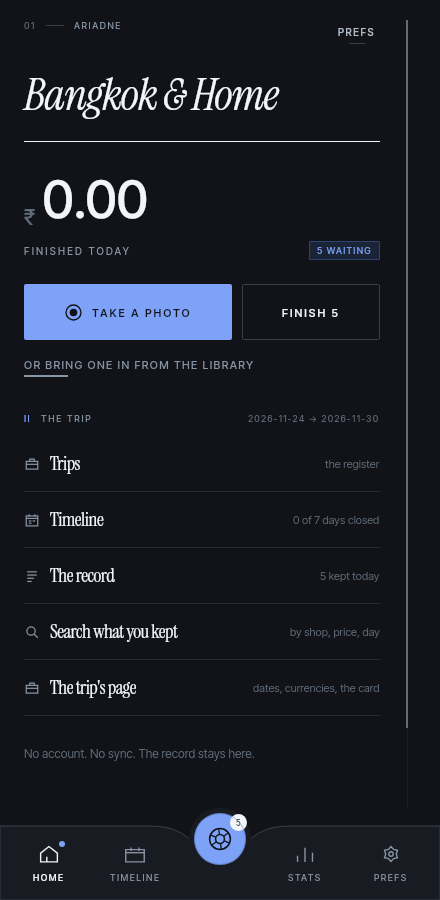 01 ARIADNE
PREFS
Bangkok & Home
₹ 0.00
FINISHED TODAY
5 WAITING
TAKE A PHOTO
FINISH 5
OR BRING ONE IN FROM THE LIBRARY
THE TRIP
2026-11-24 → 2026-11-30
Trips
the register
Timeline
0 of 7 days closed
The record
5 kept today
Search what you kept
by shop, price, day
The trip's page
dates, currencies, the card
No account. No sync. The record stays here.
5
HOME
TIMELINE
STATS
PREFS